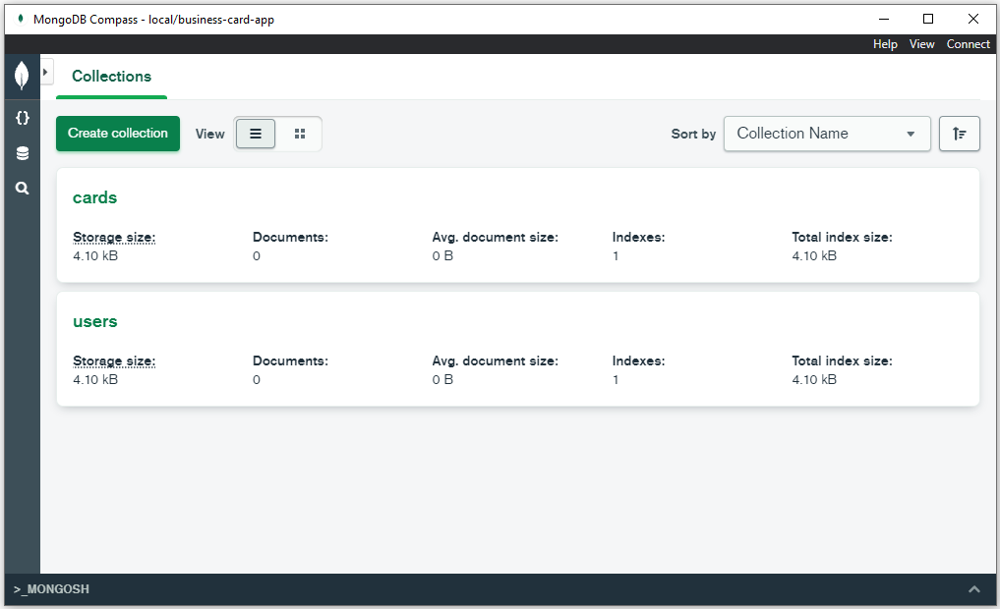 MongoDB Compass - local/business-card-app
Help View Connect
Collections
Create collection View Sort by Collection Name
cards
Storage size: Documents: Avg. document size: Indexes: Total index size:
4.10 kB 0 0 B 1 4.10 kB
users
Storage size: Documents: Avg. document size: Indexes: Total index size:
4.10 kB 0 0 B 1 4.10 kB
>_MONGOSH